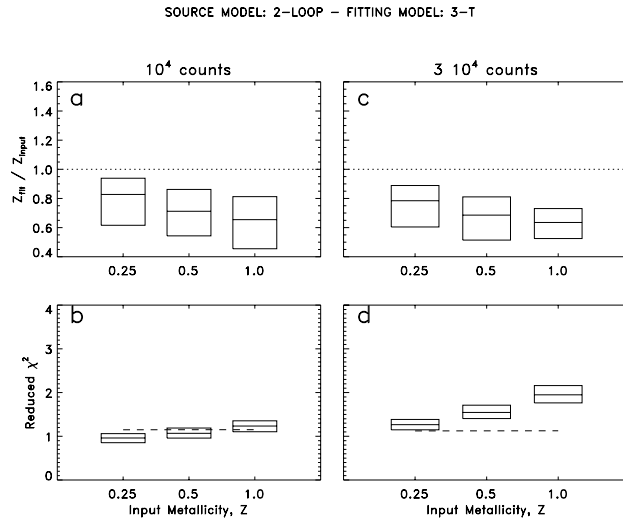 SOURCE MODEL: 2-LOOP - FITTING MODEL: 3-T
10⁴ counts
3 10⁴ counts
a
c
Z_fit / Z_input
1.6
1.4
1.2
1.0
0.8
0.6
0.4
0.25 0.5 1.0
0.25 0.5 1.0
b
d
Reduced χ²
4
3
2
1
0
0.25 0.5 1.0
0.25 0.5 1.0
Input Metallicity, Z
Input Metallicity, Z